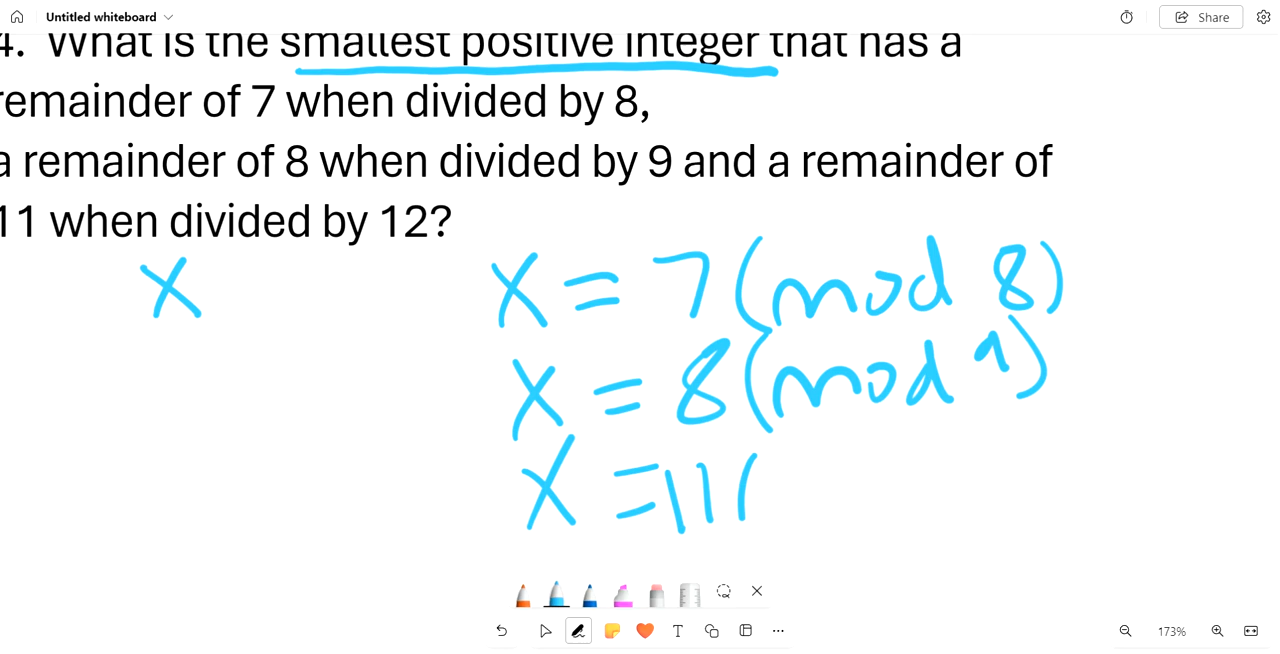 Untitled whiteboard
Share
4. What is the smallest positive integer that has a
remainder of 7 when divided by 8,
a remainder of 8 when divided by 9 and a remainder of
11 when divided by 12?
X
X = 7 (mod 8)
X = 8 (mod 9)
X = 11 (
T
173%